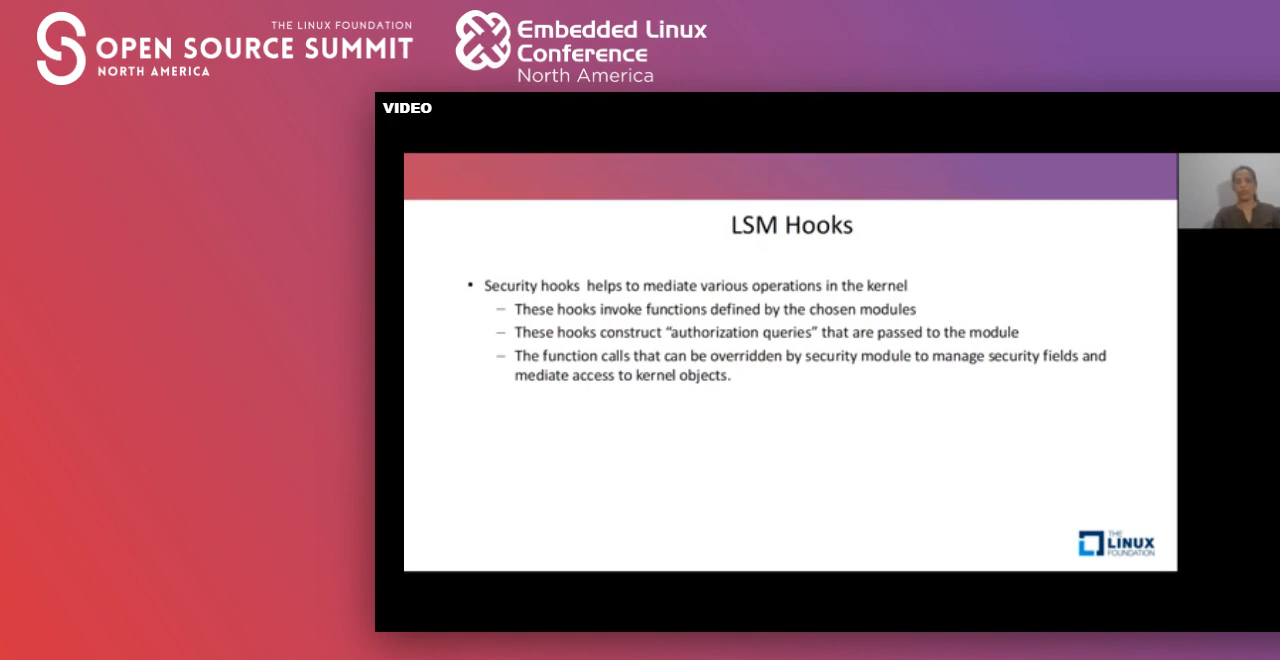 THE LINUX FOUNDATION
OPEN SOURCE SUMMIT
NORTH AMERICA
Embedded Linux
Conference
North America
VIDEO
LSM Hooks
• Security hooks helps to mediate various operations in the kernel
– These hooks invoke functions defined by the chosen modules
– These hooks construct “authorization queries” that are passed to the module
– The function calls that can be overridden by security module to manage security fields and
mediate access to kernel objects.
THE
LINUX
FOUNDATION